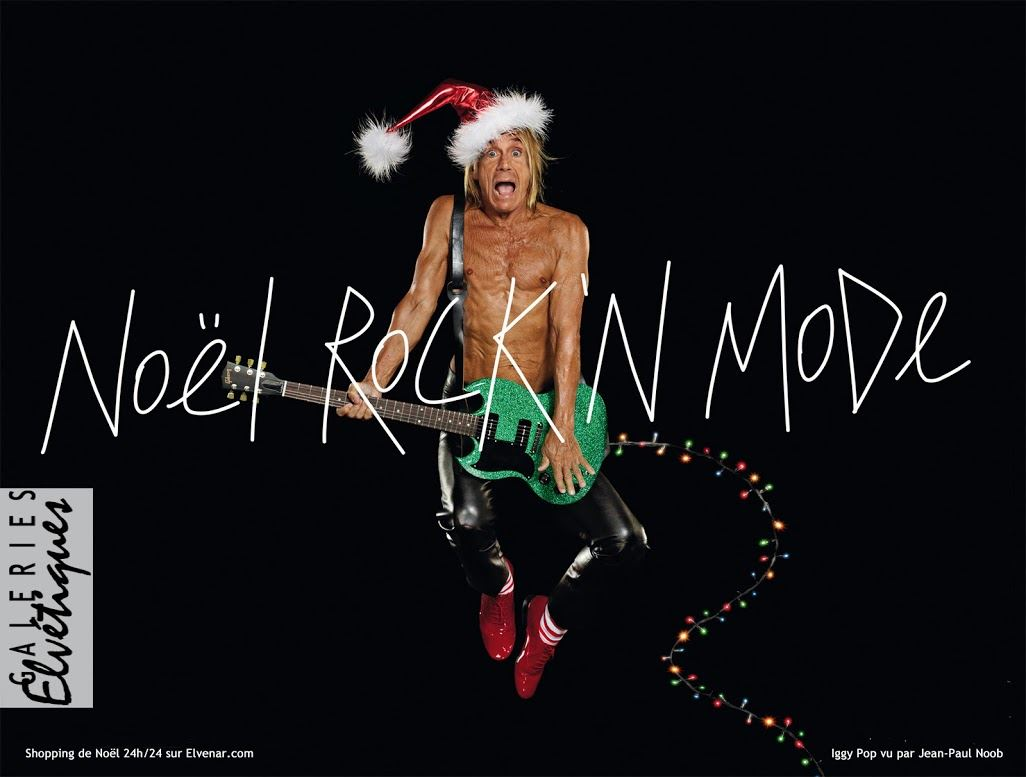 Noël ROCK'N MODe
GALERIES
Elvétiques
Shopping de Noël 24h/24 sur Elvenar.com
Iggy Pop vu par Jean-Paul Noob